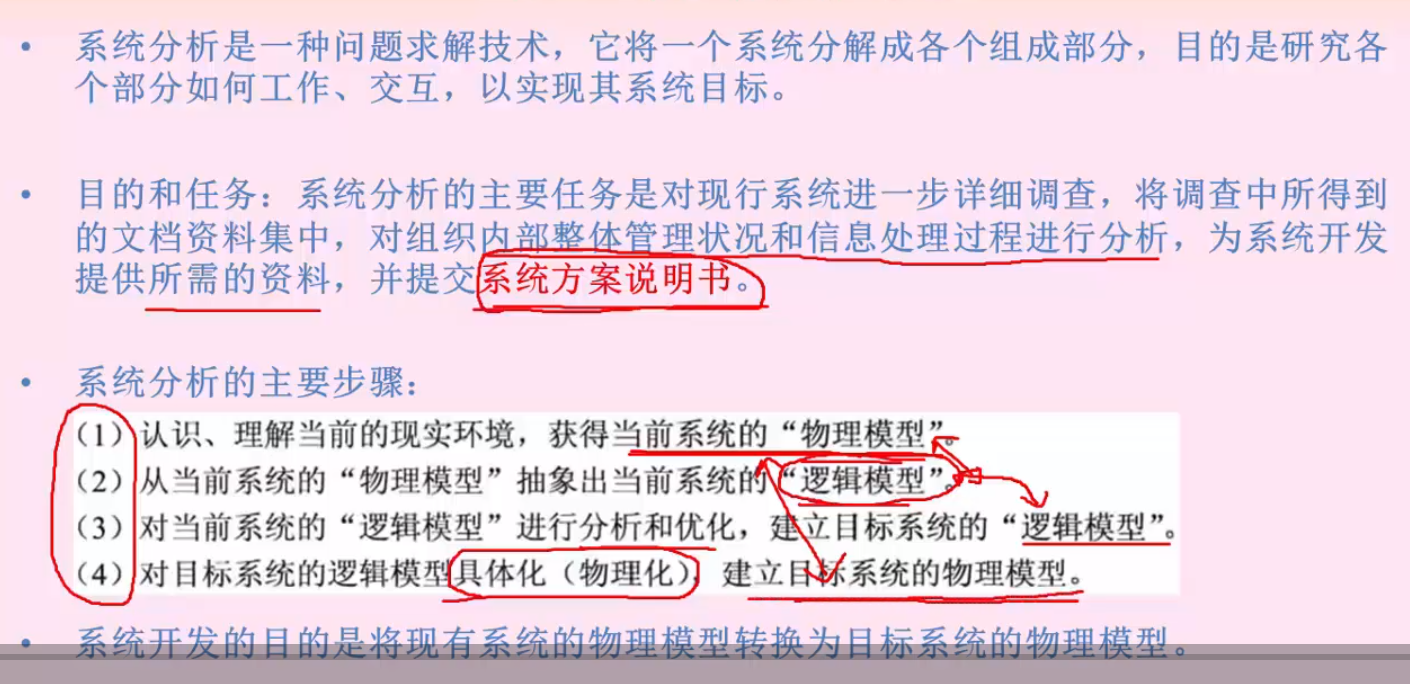 • 系统分析是一种问题求解技术，它将一个系统分解成各个组成部分，目的是研究各
个部分如何工作、交互，以实现其系统目标。
• 目的和任务：系统分析的主要任务是对现行系统进一步详细调查，将调查中所得到
的文档资料集中，对组织内部整体管理状况和信息处理过程进行分析，为系统开发
提供所需的资料，并提交系统方案说明书。
• 系统分析的主要步骤：
（1）认识、理解当前的现实环境，获得当前系统的“物理模型”。
（2）从当前系统的“物理模型”抽象出当前系统的“逻辑模型”。
（3）对当前系统的“逻辑模型”进行分析和优化，建立目标系统的“逻辑模型”。
（4）对目标系统的逻辑模型具体化（物理化），建立目标系统的物理模型。
• 系统开发的目的是将现有系统的物理模型转换为目标系统的物理模型。